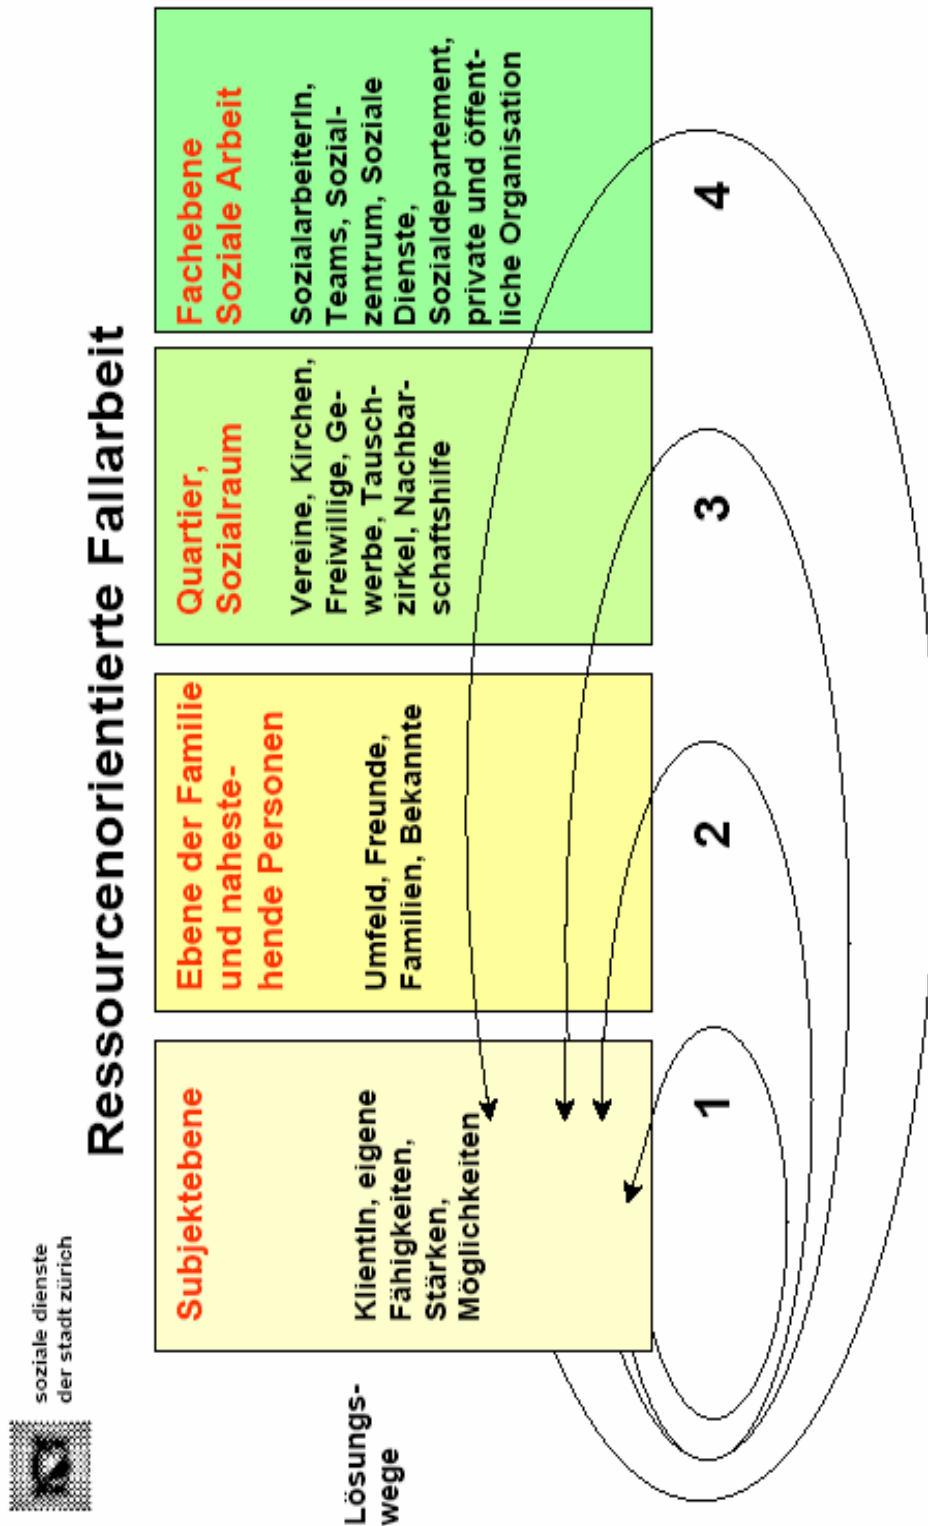 soziale dienste
der stadt zürich
Ressourcenorientierte Fallarbeit
Subjektebene
KlientIn, eigene
Fähigkeiten,
Stärken,
Möglichkeiten
Ebene der Familie
und naheste-
hende Personen
Umfeld, Freunde,
Familien, Bekannte
Quartier,
Sozialraum
Vereine, Kirchen,
Freiwillige, Ge-
werbe, Tausch-
zirkel, Nachbar-
schaftshilfe
Fachebene
Soziale Arbeit
SozialarbeiterIn,
Teams, Sozial-
zentrum, Soziale
Dienste,
Sozialdepartement,
private und öffent-
liche Organisation
Lösungs-
wege
1
2
3
4